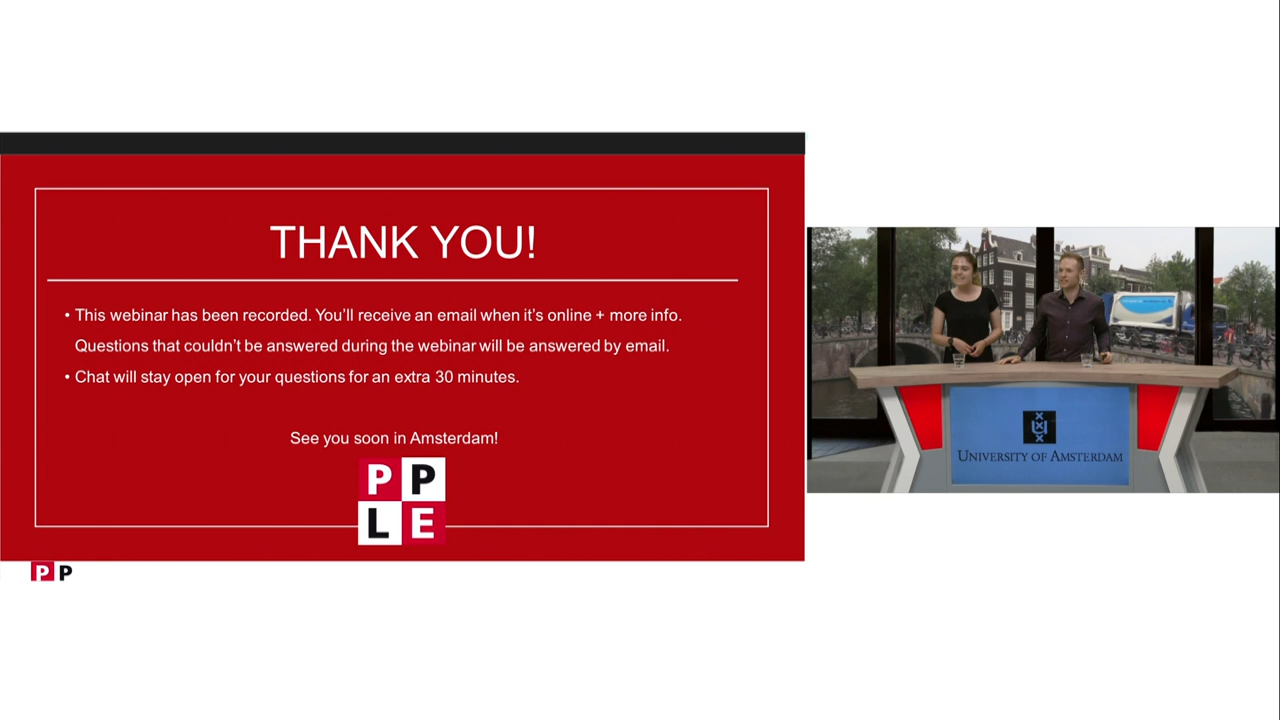 THANK YOU!
• This webinar has been recorded. You’ll receive an email when it’s online + more info.
Questions that couldn’t be answered during the webinar will be answered by email.
• Chat will stay open for your questions for an extra 30 minutes.
See you soon in Amsterdam!
P P
L E
P P
UNIVERSITY OF AMSTERDAM